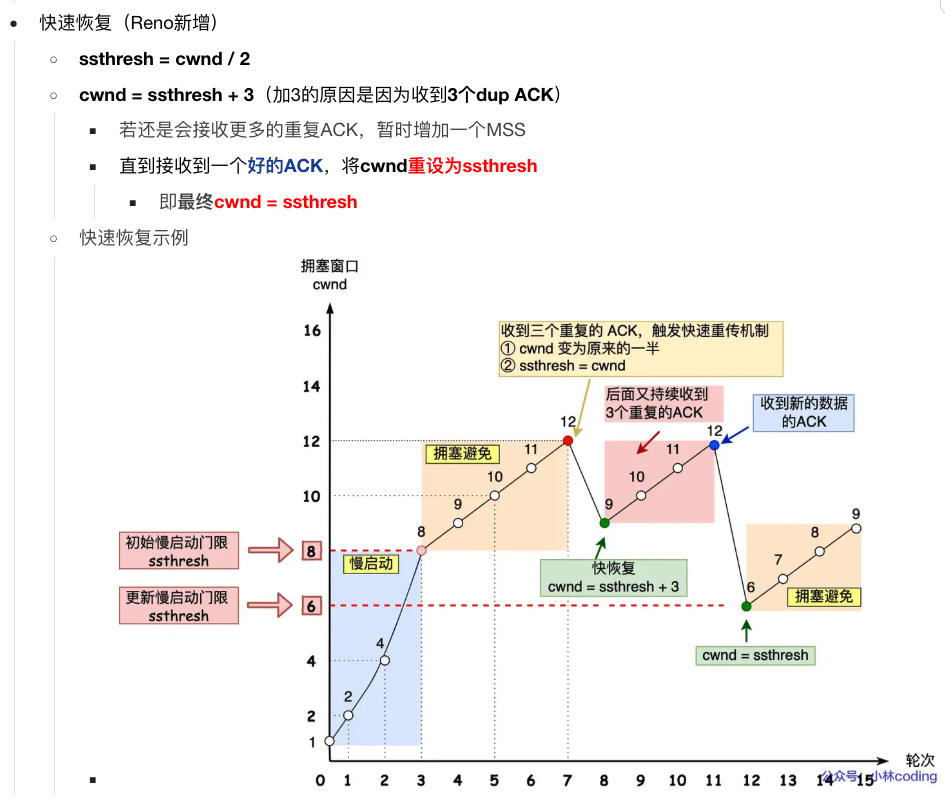 快速恢复（Reno新增）
ssthresh = cwnd / 2
cwnd = ssthresh + 3（加3的原因是因为收到3个dup ACK）
若还是会接收更多的重复ACK，暂时增加一个MSS
直到接收到一个好的ACK，将cwnd重设为ssthresh
即最终cwnd = ssthresh
快速恢复示例
拥塞窗口
cwnd
16
收到三个重复的 ACK，触发快速重传机制
① cwnd 变为原来的一半
② ssthresh = cwnd
14
后面又持续收到
3个重复的ACK
收到新的数据
的ACK
12
12
12
拥塞避免
11
11
10
10
10
9
9
9
8
8
初始慢启动门限
ssthresh
8
慢启动
快恢复
cwnd = ssthresh + 3
7
6
更新慢启动门限
ssthresh
6
拥塞避免
4
4
cwnd = ssthresh
2
2
1
轮次
0 1 2 3 4 5 6 7 8 9 10 11 12 13 14 15
公众号：小林coding